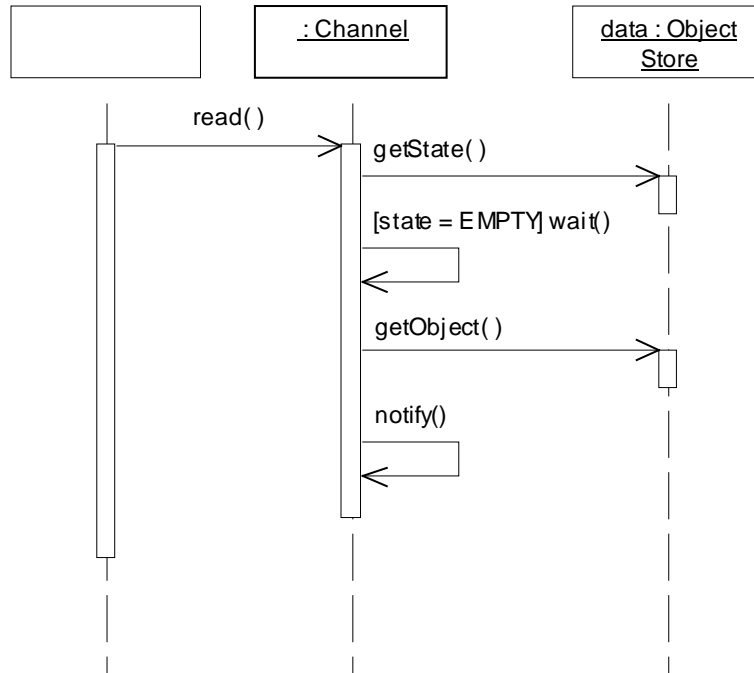 : Channel
data : Object
Store
read( )
getState( )
[state = EMPTY] wait()
getObject( )
notify()